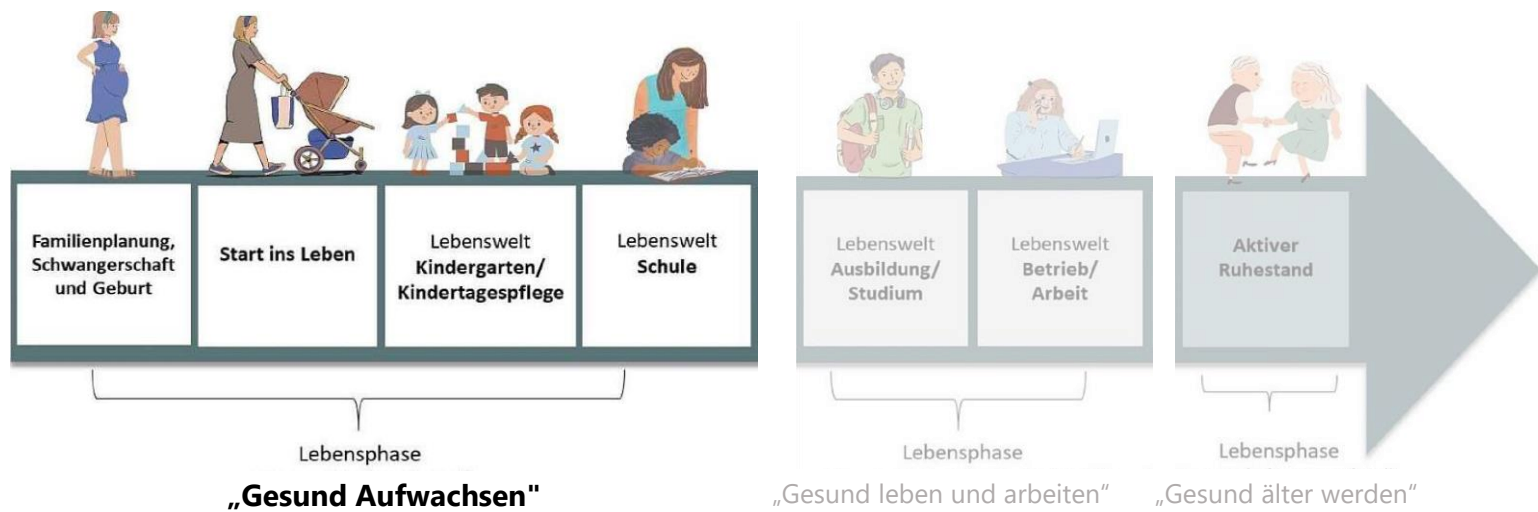 Familienplanung,
Schwangerschaft
und Geburt
Start ins Leben
Lebenswelt
Kindergarten/
Kindertagespflege
Lebenswelt
Schule
Lebenswelt
Ausbildung/
Studium
Lebenswelt
Betrieb/
Arbeit
Aktiver
Ruhestand
Lebensphase
„Gesund Aufwachsen"
Lebensphase
„Gesund leben und arbeiten“
Lebensphase
„Gesund älter werden“